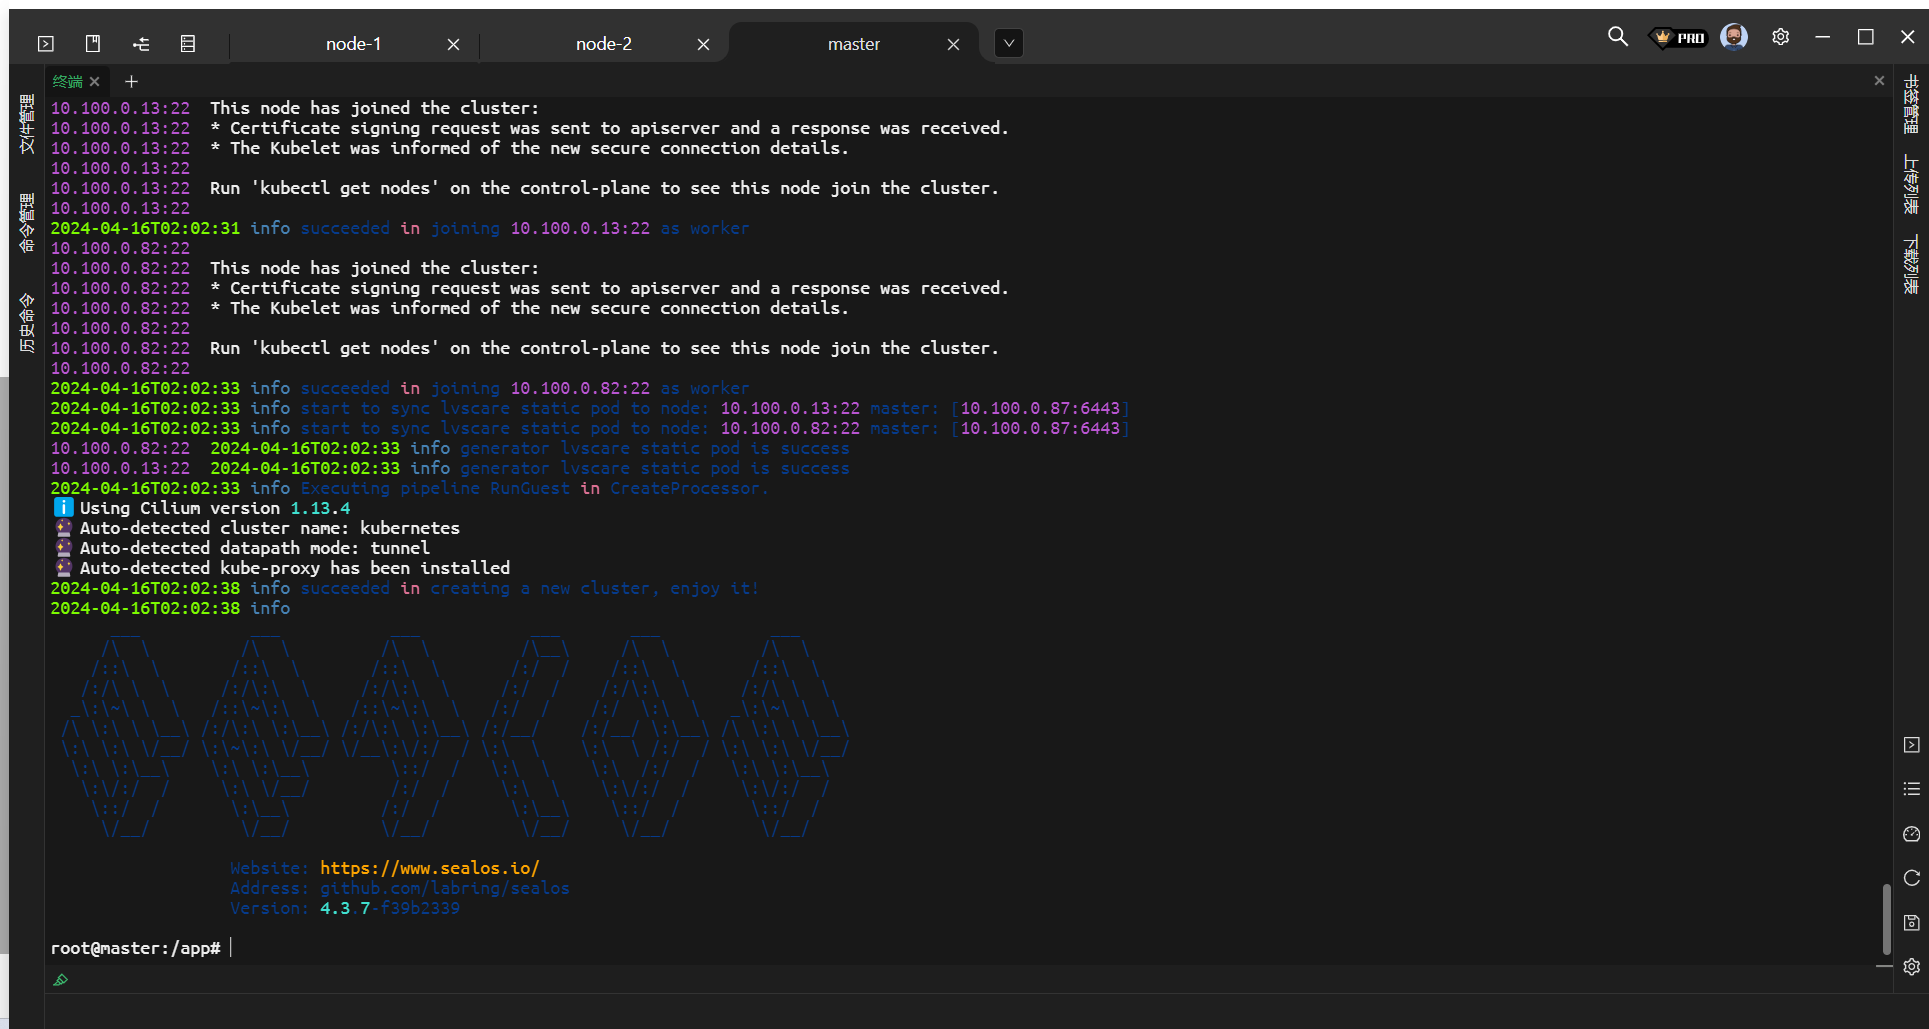 node-1
node-2
master
PRO
终端
文件管理
命令管理
历史命令
书签管理
上传列表
下载列表
10.100.0.13:22  This node has joined the cluster:
10.100.0.13:22  * Certificate signing request was sent to apiserver and a response was received.
10.100.0.13:22  * The Kubelet was informed of the new secure connection details.
10.100.0.13:22
10.100.0.13:22  Run 'kubectl get nodes' on the control-plane to see this node join the cluster.
10.100.0.13:22
2024-04-16T02:02:31 info succeeded in joining 10.100.0.13:22 as worker
10.100.0.82:22
10.100.0.82:22  This node has joined the cluster:
10.100.0.82:22  * Certificate signing request was sent to apiserver and a response was received.
10.100.0.82:22  * The Kubelet was informed of the new secure connection details.
10.100.0.82:22
10.100.0.82:22  Run 'kubectl get nodes' on the control-plane to see this node join the cluster.
10.100.0.82:22
2024-04-16T02:02:33 info succeeded in joining 10.100.0.82:22 as worker
2024-04-16T02:02:33 info start to sync lvscare static pod to node: 10.100.0.13:22 master: [10.100.0.87:6443]
2024-04-16T02:02:33 info start to sync lvscare static pod to node: 10.100.0.82:22 master: [10.100.0.87:6443]
10.100.0.82:22  2024-04-16T02:02:33 info generator lvscare static pod is success
10.100.0.13:22  2024-04-16T02:02:33 info generator lvscare static pod is success
2024-04-16T02:02:33 info Executing pipeline RunGuest in CreateProcessor.
ℹ️ Using Cilium version 1.13.4
🔮 Auto-detected cluster name: kubernetes
🔮 Auto-detected datapath mode: tunnel
🔮 Auto-detected kube-proxy has been installed
2024-04-16T02:02:38 info succeeded in creating a new cluster, enjoy it!
2024-04-16T02:02:38 info
Website: https://www.sealos.io/
Address: github.com/labring/sealos
Version: 4.3.7-f39b2339
root@master:/app#